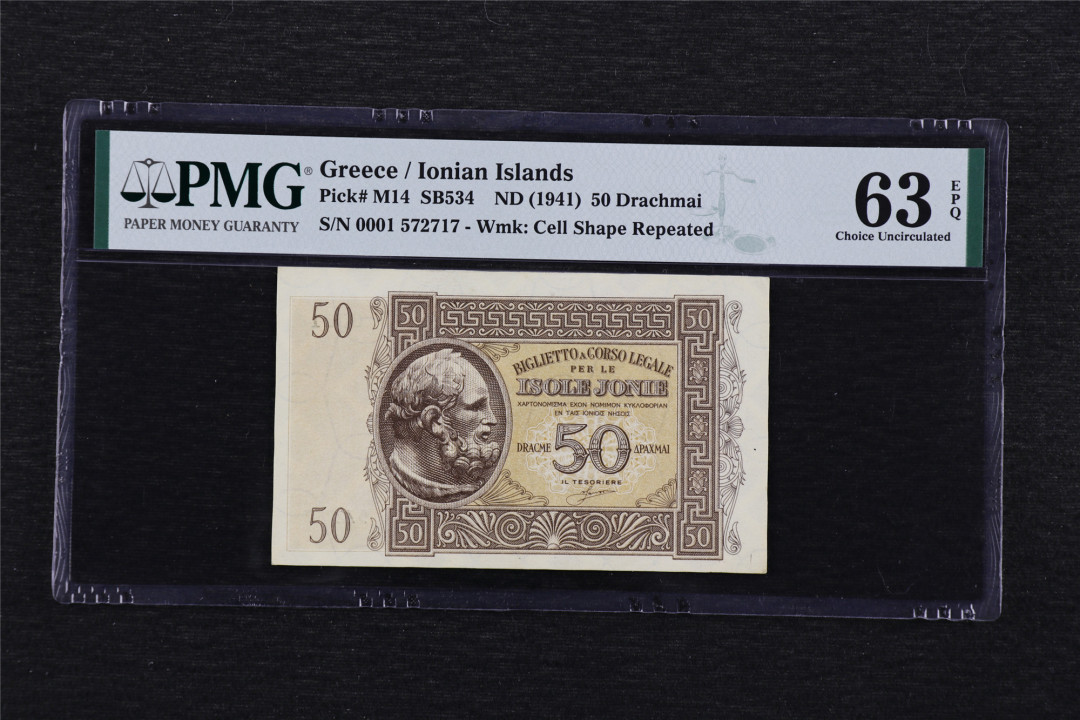 PMG®
PAPER MONEY GUARANTY
Greece / Ionian Islands
Pick# M14 SB534 ND (1941) 50 Drachmai
S/N 0001 572717 - Wmk: Cell Shape Repeated
63
EPQ
Choice Uncirculated
50
50
50
BIGLIETTO A CORSO LEGALE
PER LE
ISOLE JONIE
ΧΑΡΤΟΝΟΜΙΣΜΑ ΕΧΟΝ ΝΟΜΙΜΟΝ ΚΥΚΛΟΦΟΡΙΑΝ
ΕΝ ΤΑΙΣ ΙΟΝΙΟΙΣ ΝΗΣΟΙΣ
DRACME 50 ΔΡΑΧΜΑΙ
IL TESORIERE
50
50
50